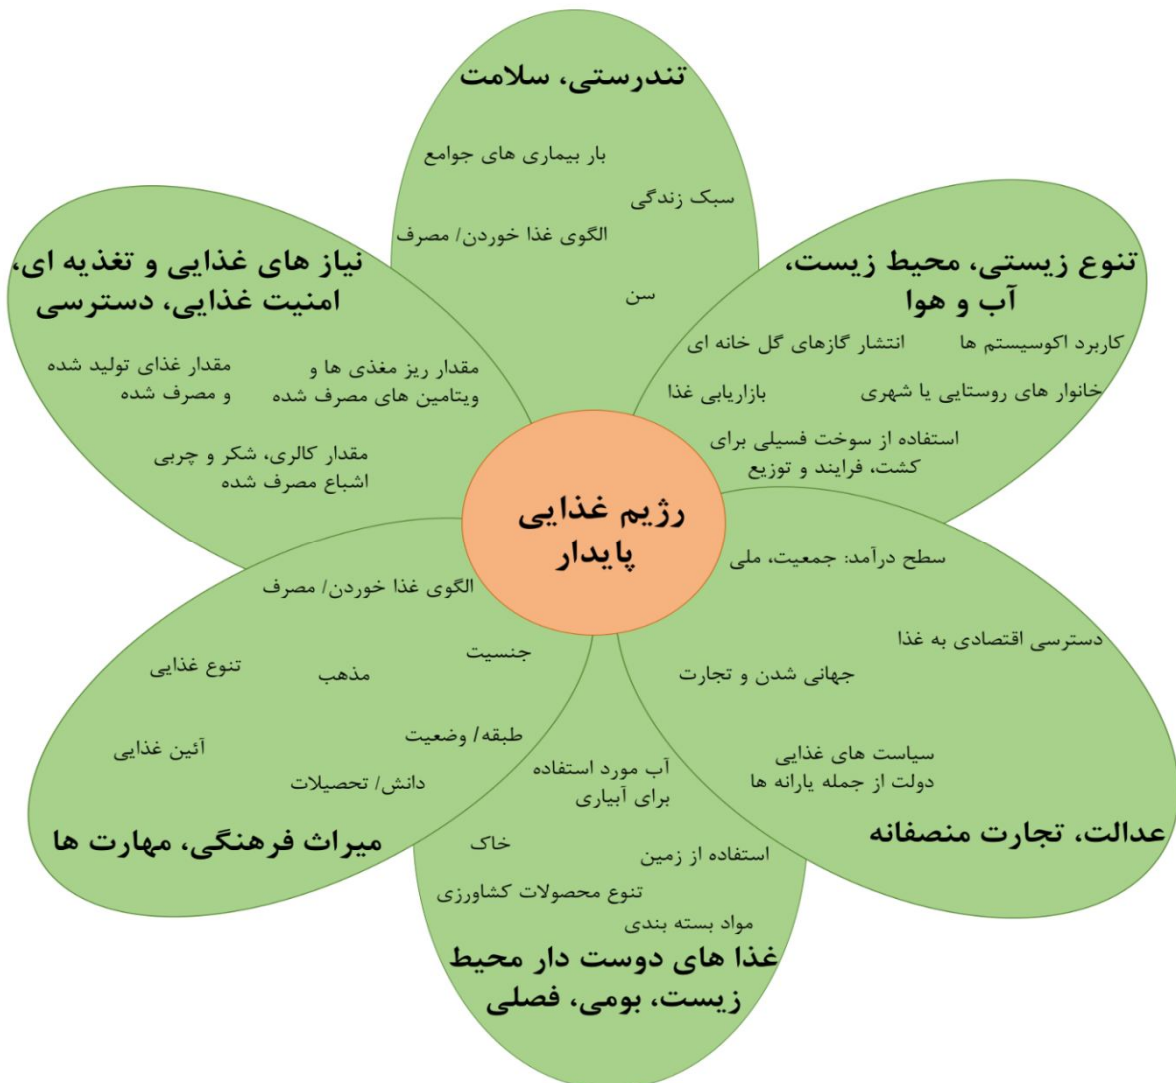 تندرستی، سلامت
بار بیماری های جوامع
سبک زندگی
الگوی غذا خوردن/ مصرف
سن
تنوع زیستی، محیط زیست،
آب و هوا
کاربرد اکوسیستم ها
انتشار گازهای گل خانه ای
خانوار های روستایی یا شهری
بازاریابی غذا
استفاده از سوخت فسیلی برای
کشت، فرایند و توزیع
نیاز های غذایی و تغذیه ای،
امنیت غذایی، دسترسی
مقدار ریز مغذی ها و
ویتامین های مصرف شده
مقدار غذای تولید شده
و مصرف شده
مقدار کالری، شکر و چربی
اشباع مصرف شده
رژیم غذایی
پایدار
سطح درآمد: جمعیت، ملی
دسترسی اقتصادی به غذا
جهانی شدن و تجارت
سیاست های غذایی
دولت از جمله یارانه ها
عدالت، تجارت منصفانه
الگوی غذا خوردن/ مصرف
جنسیت
تنوع غذایی
مذهب
طبقه/ وضعیت
آئین غذایی
دانش/ تحصیلات
میراث فرهنگی، مهارت ها
آب مورد استفاده
برای آبیاری
خاک
استفاده از زمین
تنوع محصولات کشاورزی
مواد بسته بندی
غذا های دوست دار محیط
زیست، بومی، فصلی